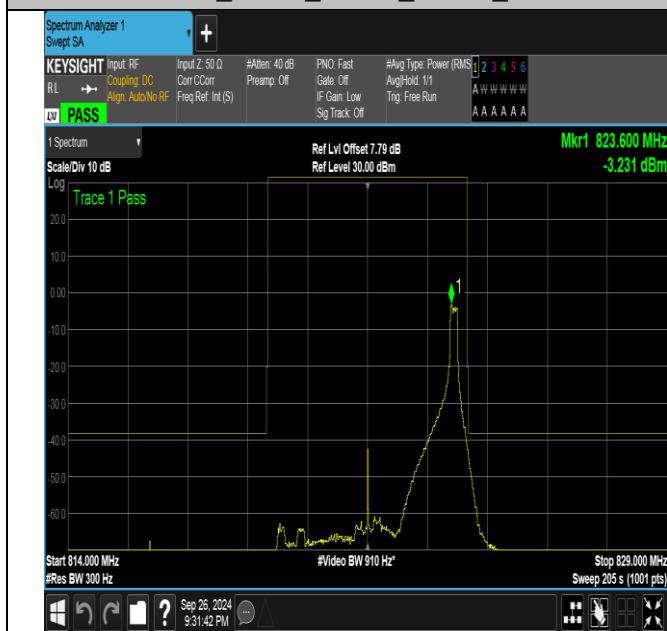 Spectrum Analyzer 1
Swept SA
+
KEYSIGHT
RL
LXI PASS
Input: RF
Coupling: DC
Align: Auto/No RF
Input Z: 50 Ω
Corr CCorr
Freq Ref: Int (S)
#Atten: 40 dB
Preamp: Off
PNO: Fast
Gate: Off
IF Gain: Low
Sig Track: Off
#Avg Type: Power (RMS
Avg|Hold: 1/1
Trig: Free Run
1 2 3 4 5 6
A W W W W W
A A A A A A
1 Spectrum
Scale/Div 10 dB
Ref Lvl Offset 7.79 dB
Ref Level 30.00 dBm
Mkr1 823.600 MHz
-3.231 dBm
Log
Trace 1 Pass
20.0
10.0
0.00
1
-10.0
-20.0
-30.0
-40.0
-50.0
-60.0
Start 814.000 MHz
#Res BW 300 Hz
#Video BW 910 Hz*
Stop 829.000 MHz
Sweep 205 s (1001 pts)
?
Sep 26, 2024
9:31:42 PM